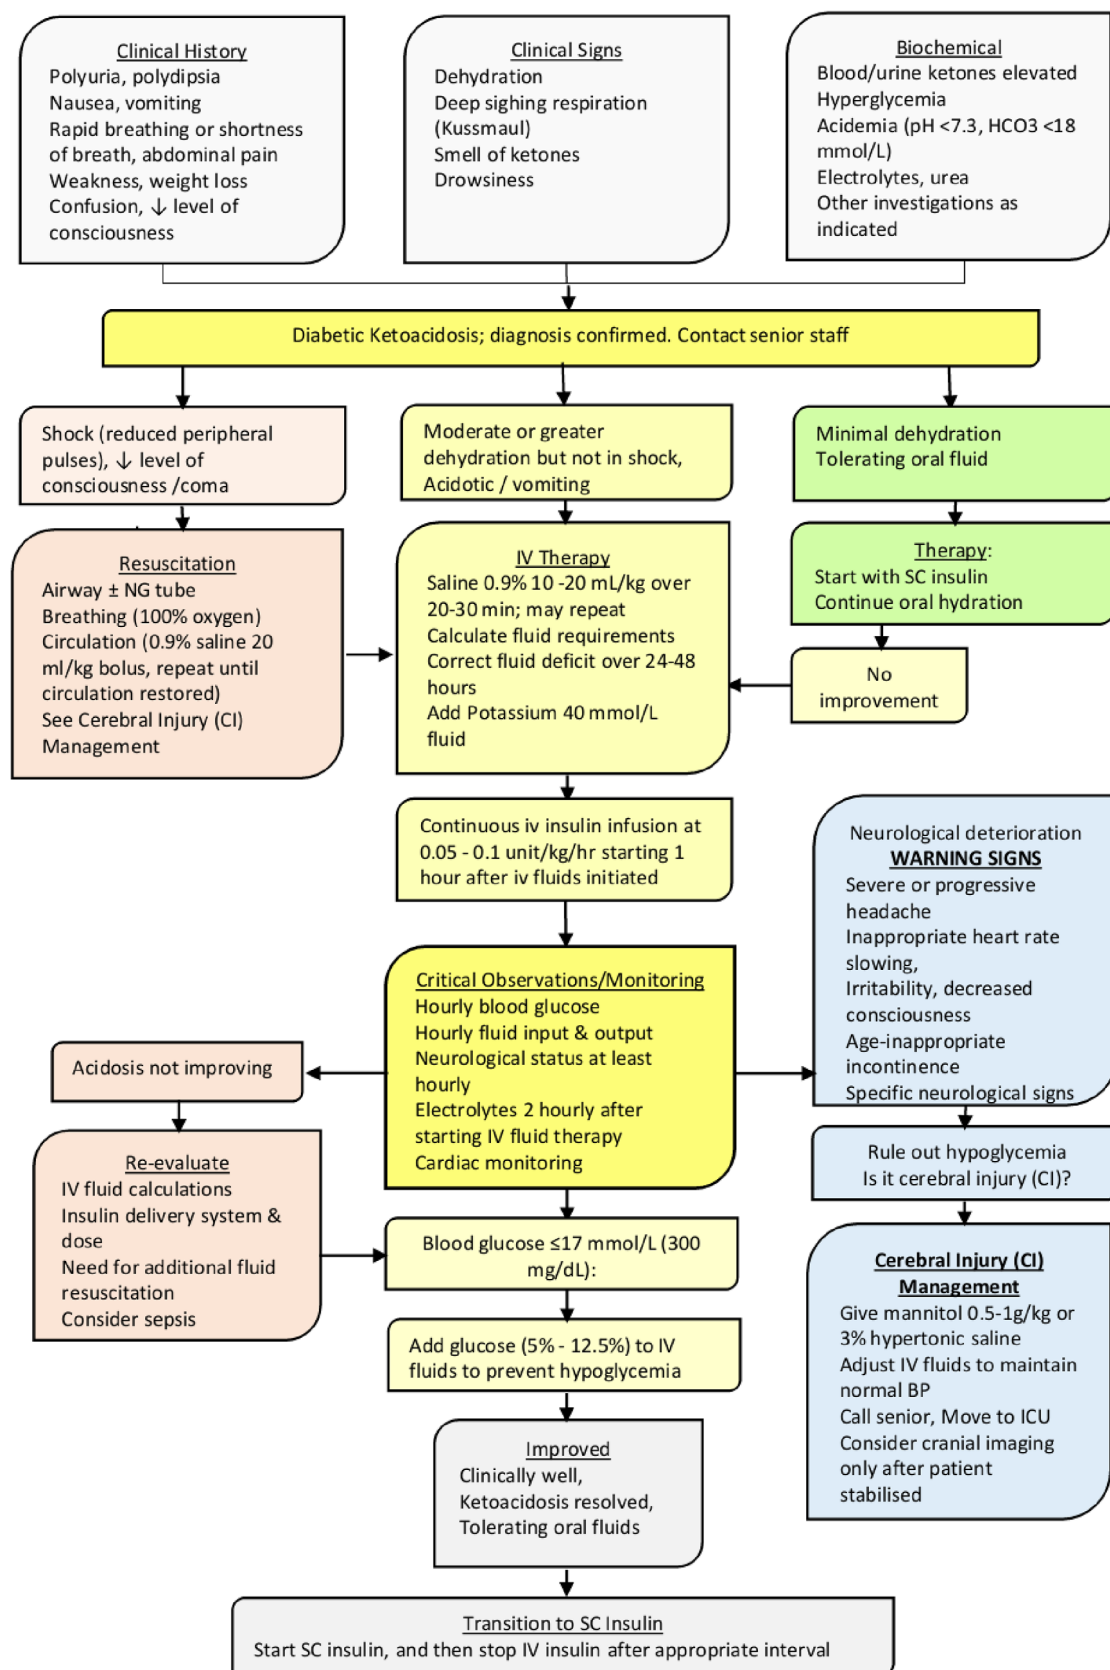 Clinical History
Polyuria, polydipsia
Nausea, vomiting
Rapid breathing or shortness
of breath, abdominal pain
Weakness, weight loss
Confusion, ↓ level of
consciousness
Clinical Signs
Dehydration
Deep sighing respiration
(Kussmaul)
Smell of ketones
Drowsiness
Biochemical
Blood/urine ketones elevated
Hyperglycemia
Acidemia (pH <7.3, HCO3 <18
mmol/L)
Electrolytes, urea
Other investigations as
indicated
Diabetic Ketoacidosis; diagnosis confirmed. Contact senior staff
Shock (reduced peripheral
pulses), ↓ level of
consciousness /coma
Moderate or greater
dehydration but not in shock,
Acidotic / vomiting
Minimal dehydration
Tolerating oral fluid
Resuscitation
Airway ± NG tube
Breathing (100% oxygen)
Circulation (0.9% saline 20
ml/kg bolus, repeat until
circulation restored)
See Cerebral Injury (CI)
Management
IV Therapy
Saline 0.9% 10 -20 mL/kg over
20-30 min; may repeat
Calculate fluid requirements
Correct fluid deficit over 24-48
hours
Add Potassium 40 mmol/L
fluid
Therapy:
Start with SC insulin
Continue oral hydration
No
improvement
Continuous iv insulin infusion at
0.05 - 0.1 unit/kg/hr starting 1
hour after iv fluids initiated
Neurological deterioration
WARNING SIGNS
Severe or progressive
headache
Inappropriate heart rate
slowing,
Irritability, decreased
consciousness
Age-inappropriate
incontinence
Specific neurological signs
Critical Observations/Monitoring
Hourly blood glucose
Hourly fluid input & output
Neurological status at least
hourly
Electrolytes 2 hourly after
starting IV fluid therapy
Cardiac monitoring
Acidosis not improving
Re-evaluate
IV fluid calculations
Insulin delivery system &
dose
Need for additional fluid
resuscitation
Consider sepsis
Rule out hypoglycemia
Is it cerebral injury (CI)?
Blood glucose ≤17 mmol/L (300
mg/dL):
Cerebral Injury (CI)
Management
Give mannitol 0.5-1g/kg or
3% hypertonic saline
Adjust IV fluids to maintain
normal BP
Call senior, Move to ICU
Consider cranial imaging
only after patient
stabilised
Add glucose (5% - 12.5%) to IV
fluids to prevent hypoglycemia
Improved
Clinically well,
Ketoacidosis resolved,
Tolerating oral fluids
Transition to SC Insulin
Start SC insulin, and then stop IV insulin after appropriate interval